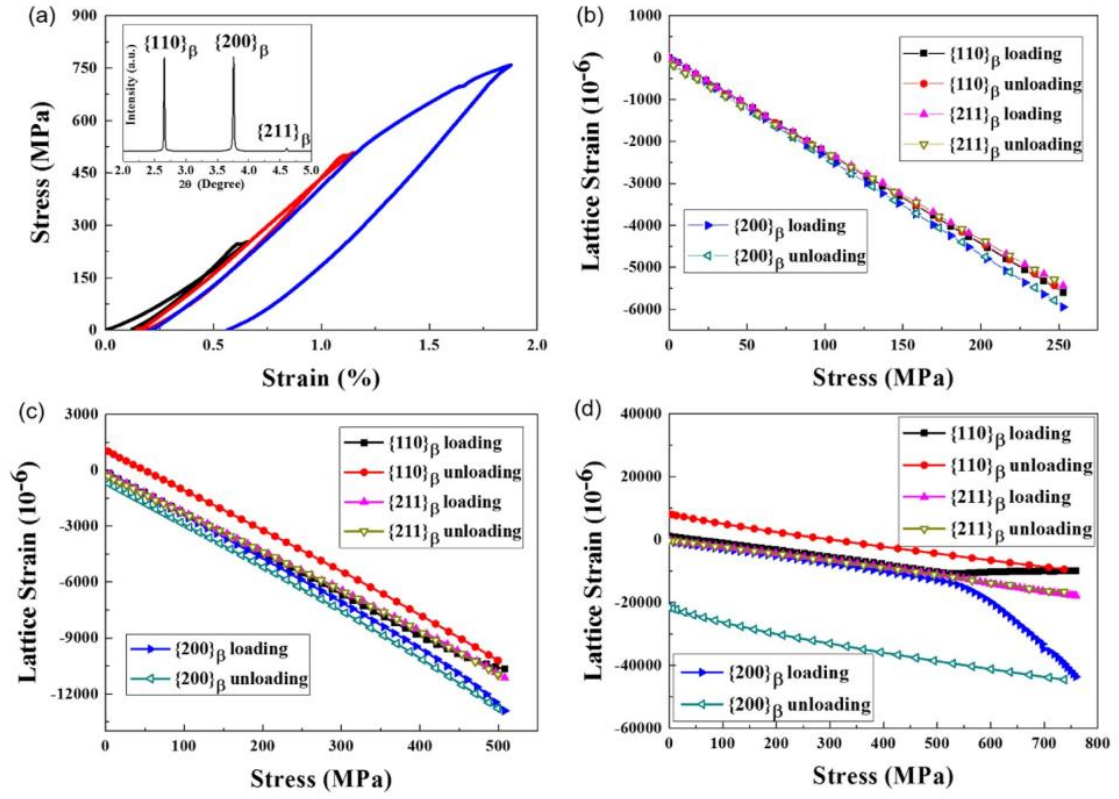 (a)
Stress (MPa)
900
750
600
450
300
150
0
0.0 0.5 1.0 1.5 2.0
Strain (%)
Intensity (a.u.)
{110}β {200}β
{211}β
2.0 2.5 3.0 3.5 4.0 4.5 5.0
2θ (Degree)
(b)
Lattice Strain (10-6)
0
-1000
-2000
-3000
-4000
-5000
-6000
0 50 100 150 200 250
Stress (MPa)
{110}β loading
{110}β unloading
{211}β loading
{211}β unloading
{200}β loading
{200}β unloading
(c)
Lattice Strain (10-6)
3000
0
-3000
-6000
-9000
-12000
0 100 200 300 400 500
Stress (MPa)
{110}β loading
{110}β unloading
{211}β loading
{211}β unloading
{200}β loading
{200}β unloading
(d)
Lattice Strain (10-6)
40000
20000
0
-20000
-40000
-60000
0 100 200 300 400 500 600 700 800
Stress (MPa)
{110}β loading
{110}β unloading
{211}β loading
{211}β unloading
{200}β loading
{200}β unloading